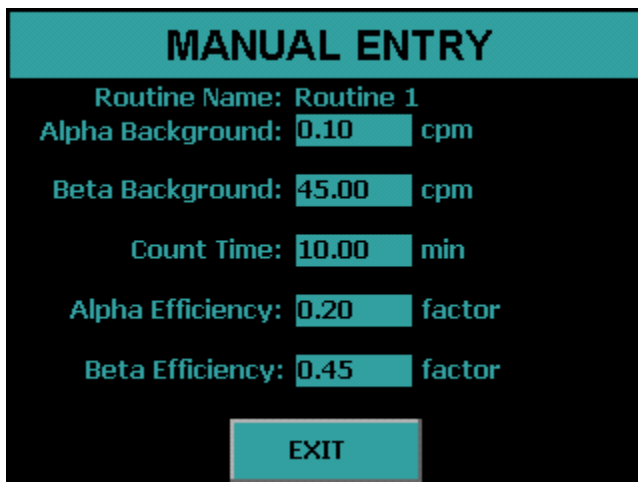 MANUAL ENTRY
Routine Name: Routine 1
Alpha Background: 0.10 cpm
Beta Background: 45.00 cpm
Count Time: 10.00 min
Alpha Efficiency: 0.20 factor
Beta Efficiency: 0.45 factor
EXIT